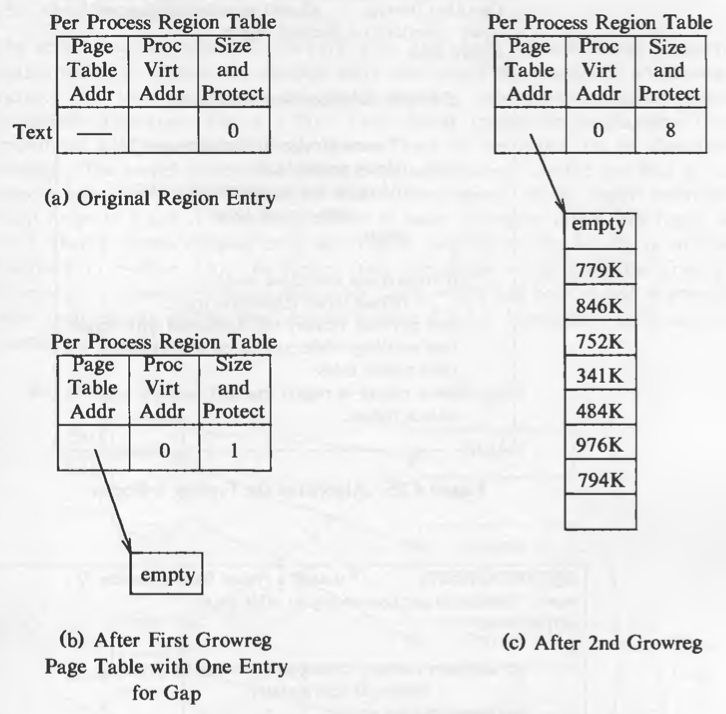 Per Process Region Table
Page Proc Size
Table Virt and
Addr Addr Protect
Text 0
(a) Original Region Entry
Per Process Region Table
Page Proc Size
Table Virt and
Addr Addr Protect
0 1
empty
(b) After First Growreg
Page Table with One Entry
for Gap
Per Process Region Table
Page Proc Size
Table Virt and
Addr Addr Protect
0 8
empty
779K
846K
752K
341K
484K
976K
794K
(c) After 2nd Growreg